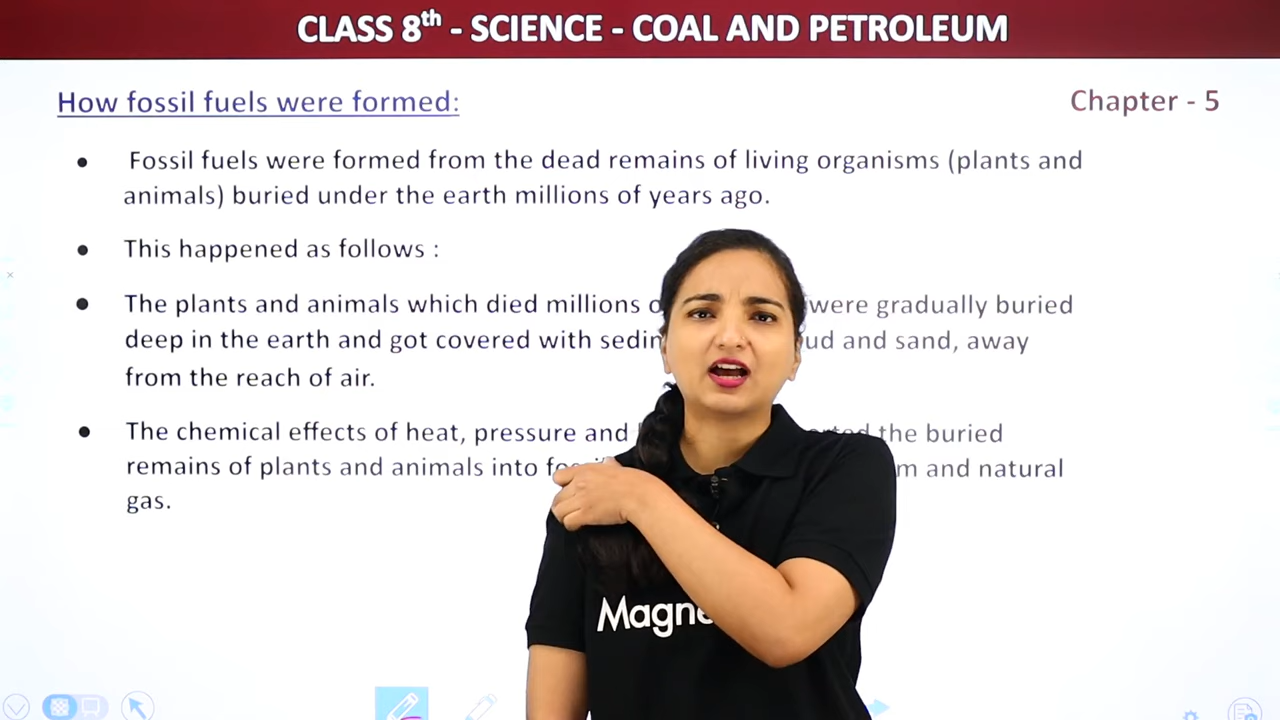 CLASS 8th - SCIENCE - COAL AND PETROLEUM
How fossil fuels were formed:
Chapter - 5
• Fossil fuels were formed from the dead remains of living organisms (plants and
animals) buried under the earth millions of years ago.
• This happened as follows :
• The plants and animals which died millions were gradually buried
deep in the earth and got covered with and sand, away
from the reach of air.
• The chemical effects of heat, pressure and the buried
remains of plants and animals into and natural
gas.
Magne